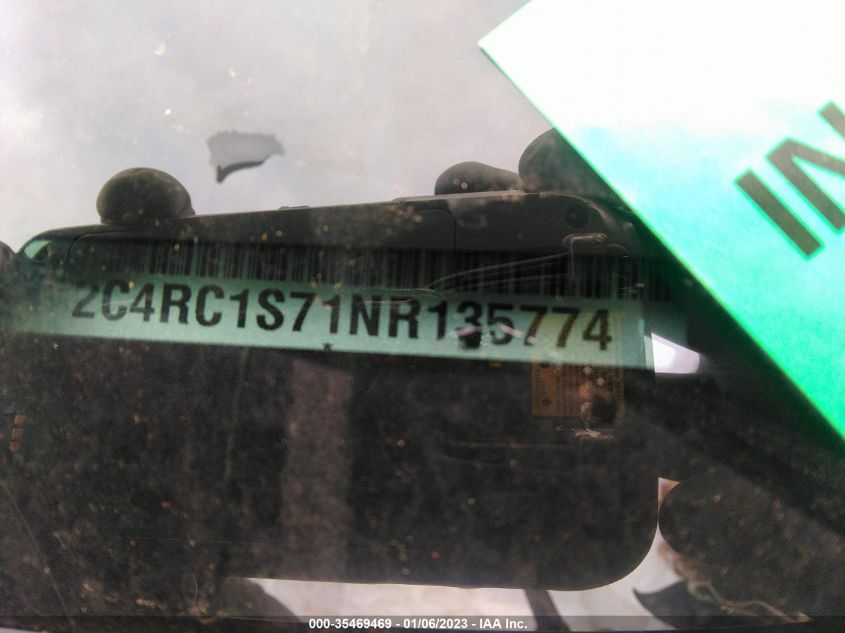 IN
2C4RC1S71NR135774
000-35469469 - 01/06/2023 - IAA Inc.